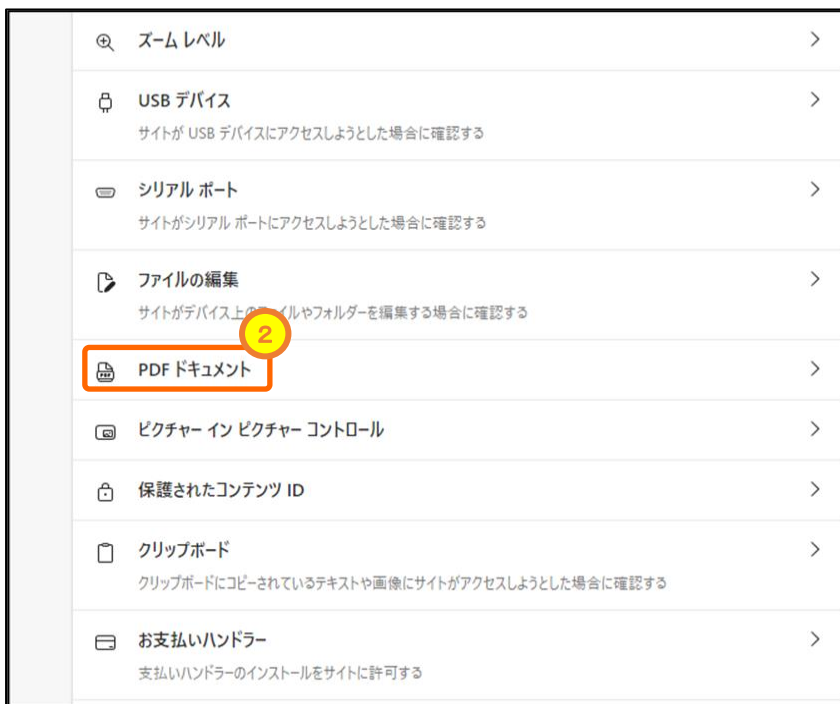 ズーム レベル
USB デバイス
サイトが USB デバイスにアクセスしようとした場合に確認する
シリアル ポート
サイトがシリアル ポートにアクセスしようとした場合に確認する
ファイルの編集
サイトがデバイス上のファイルやフォルダーを編集する場合に確認する
2
PDF ドキュメント
ピクチャー イン ピクチャー コントロール
保護されたコンテンツ ID
クリップボード
クリップボードにコピーされているテキストや画像にサイトがアクセスしようとした場合に確認する
お支払いハンドラー
支払いハンドラーのインストールをサイトに許可する